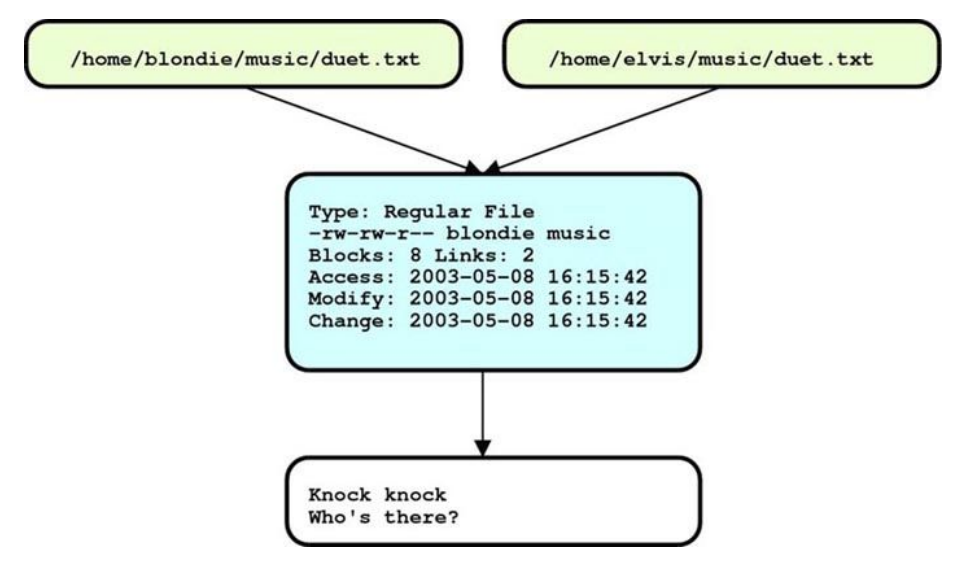 /home/blondie/music/duet.txt
/home/elvis/music/duet.txt
Type: Regular File
-rw-rw-r-- blondie music
Blocks: 8 Links: 2
Access: 2003-05-08 16:15:42
Modify: 2003-05-08 16:15:42
Change: 2003-05-08 16:15:42
Knock knock
Who's there?